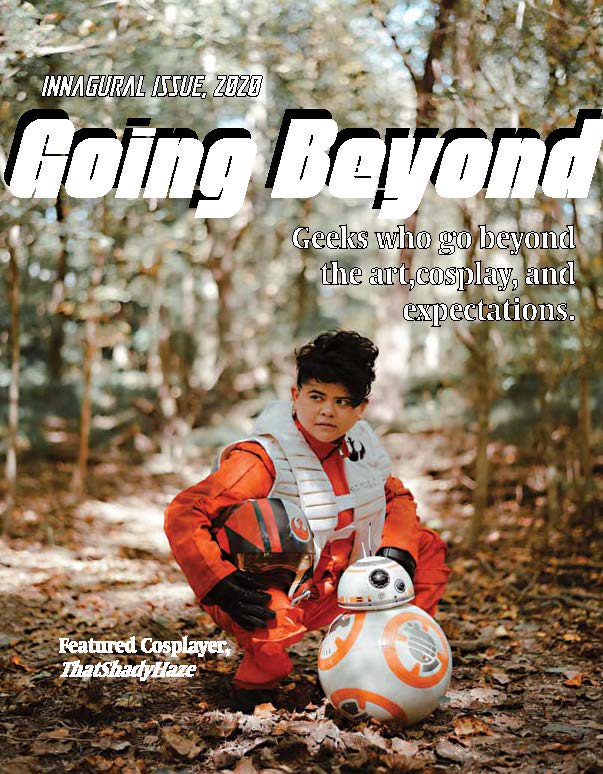 INNAGURAL ISSUE, 2020
Going Beyond
Geeks who go beyond
the art,cosplay, and
expectations.
Featured Cosplayer,
ThatShadyHaze